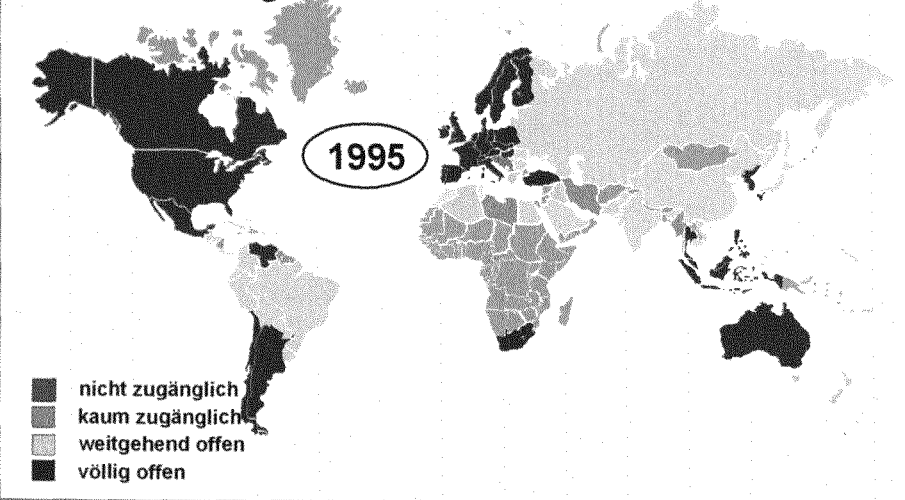 1995
nicht zugänglich
kaum zugänglich
weitgehend offen
völlig offen